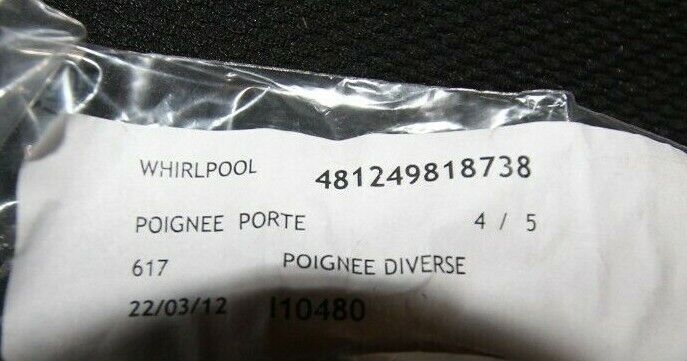 WHIRLPOOL 481249818738
POIGNEE PORTE 4 / 5
617 POIGNEE DIVERSE
22/03/12 I10480